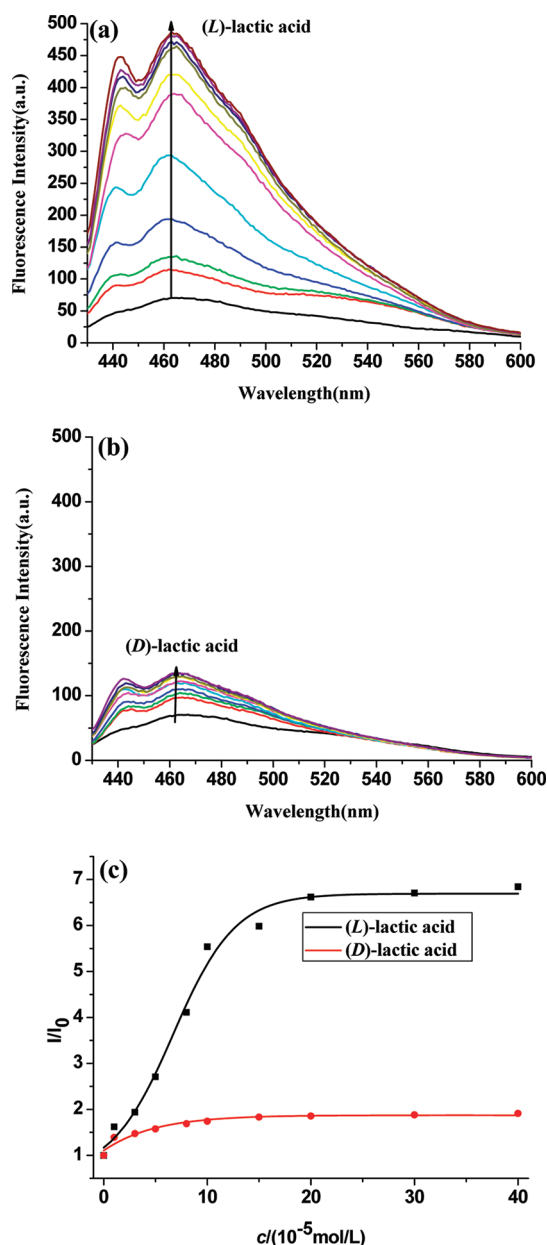 (a)
(L)-lactic acid
Fluorescence Intensity(a.u.)
500
450
400
350
300
250
200
150
100
50
0
440 460 480 500 520 540 560 580 600
Wavelength(nm)
(b)
(D)-lactic acid
Fluorescence Intensity(a.u.)
500
400
300
200
100
0
440 460 480 500 520 540 560 580 600
Wavelength(nm)
(c)
I/I₀
7
6
5
4
3
2
1
0
(L)-lactic acid
(D)-lactic acid
0 10 20 30 40
c/(10⁻⁵mol/L)